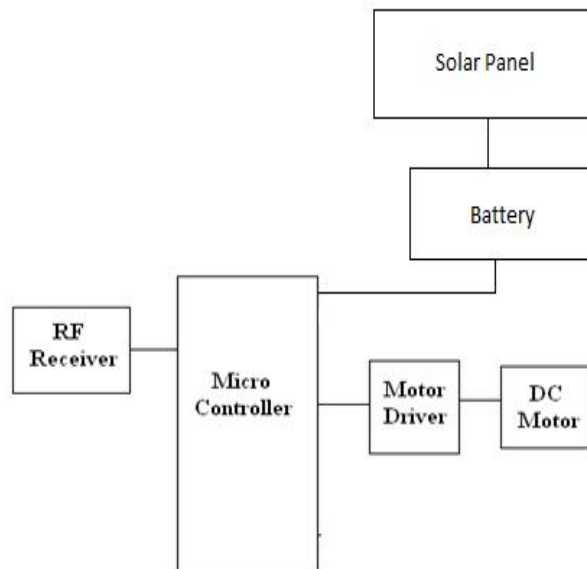 Solar Panel
Battery
RF
Receiver
Micro
Controller
Motor
Driver
DC
Motor